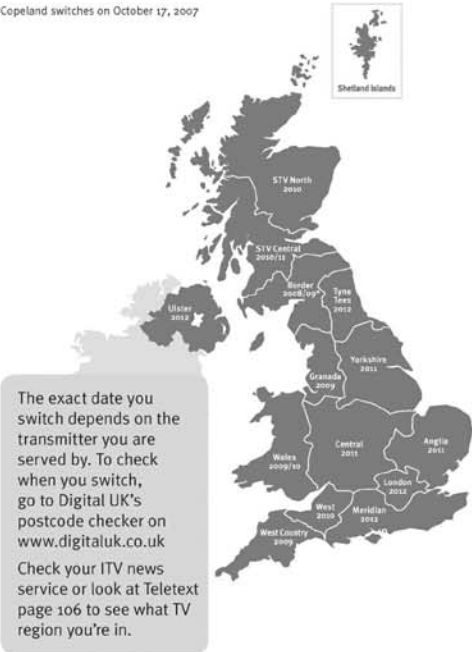 Copeland switches on October 17, 2007
Shetland Islands
STV North
2010
STV Central
2010/11
Border
2008/09*
Tyne
Tees
2012
Ulster
2012
Granada
2009
Yorkshire
2011
Wales
2009/10
Central
2011
Anglia
2011
London
2012
West
2010
Meridian
2012
West Country
2009
The exact date you
switch depends on the
transmitter you are
served by. To check
when you switch,
go to Digital UK's
postcode checker on
www.digitaluk.co.uk
Check your ITV news
service or look at Teletext
page 106 to see what TV
region you're in.